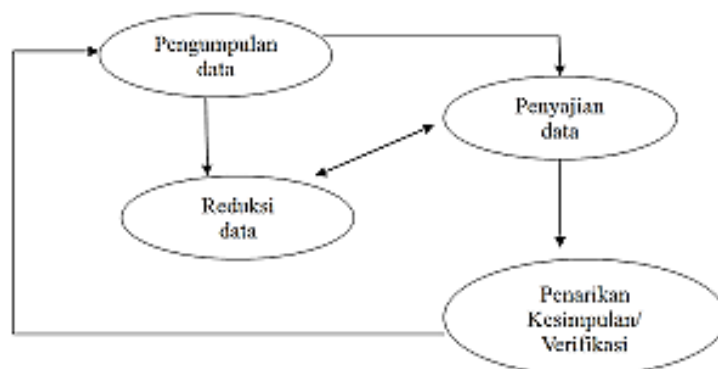 Pengumpulan
data
Penyajian
data
Reduksi
data
Penarikan
Kesimpulan/
Verifikasi